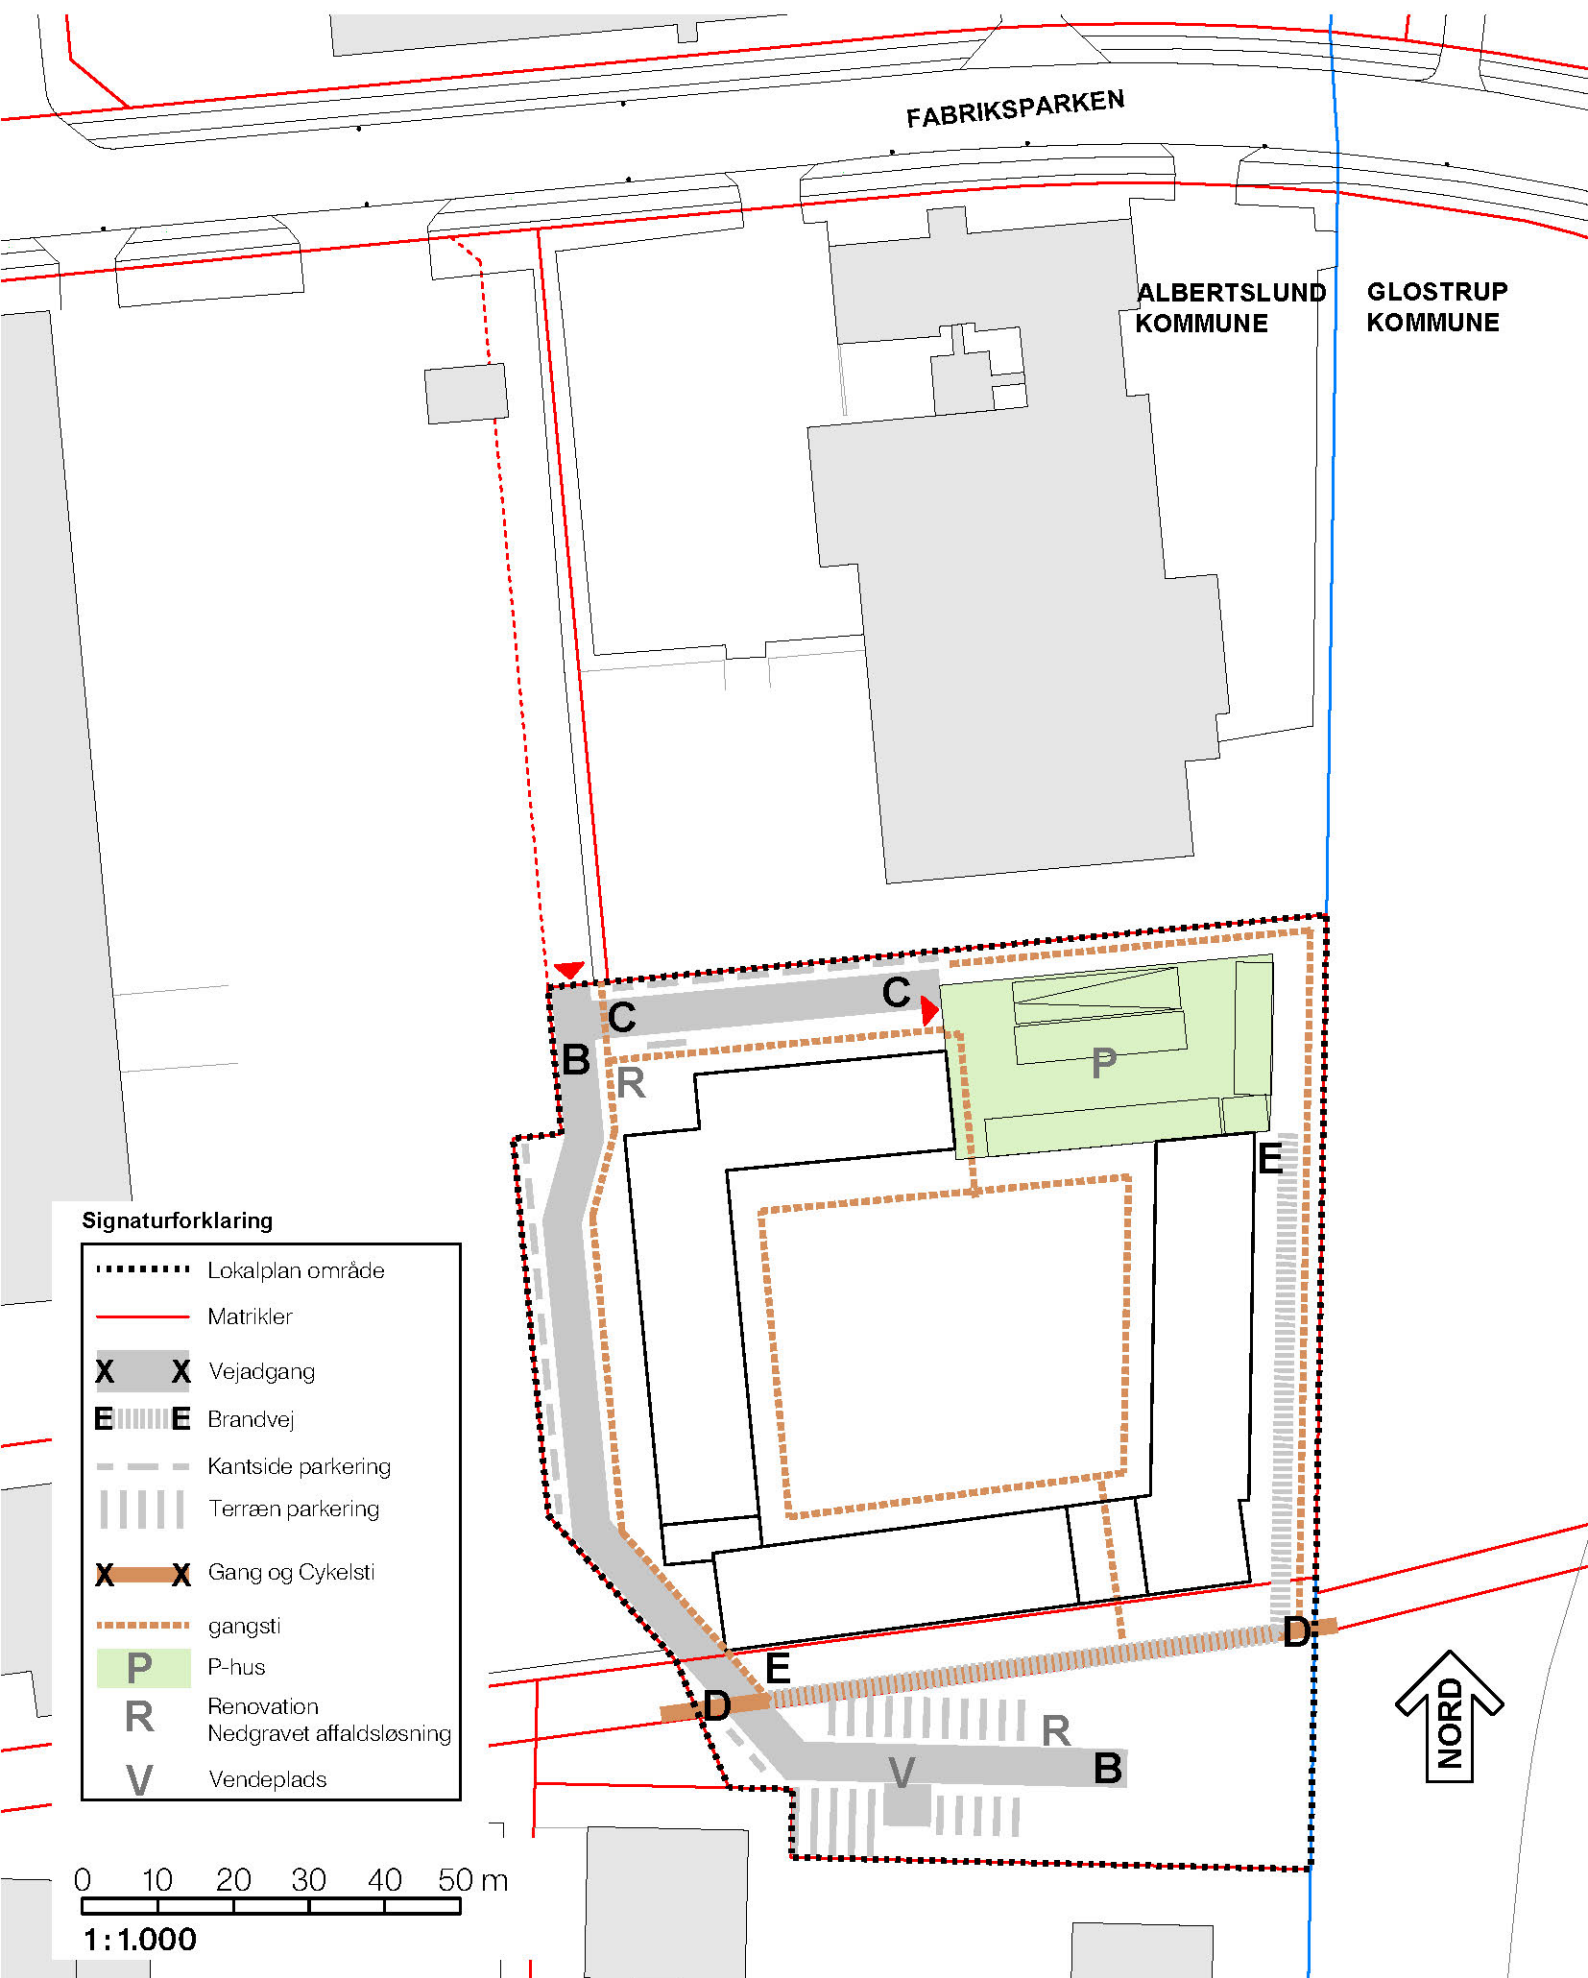 FABRIKSPARKEN
ALBERTSLUND
KOMMUNE
GLOSTRUP
KOMMUNE
C
C
B
R
P
E
Signaturforklaring
Lokalplan område
Matrikler
X X Vejadgang
E E Brandvej
Kantside parkering
Terræn parkering
X X Gang og Cykelsti
gangsti
P P-hus
R Renovation
Nedgravet affaldsløsning
V Vendeplads
D
E
D
R
V
B
NORD
0 10 20 30 40 50 m
1:1.000